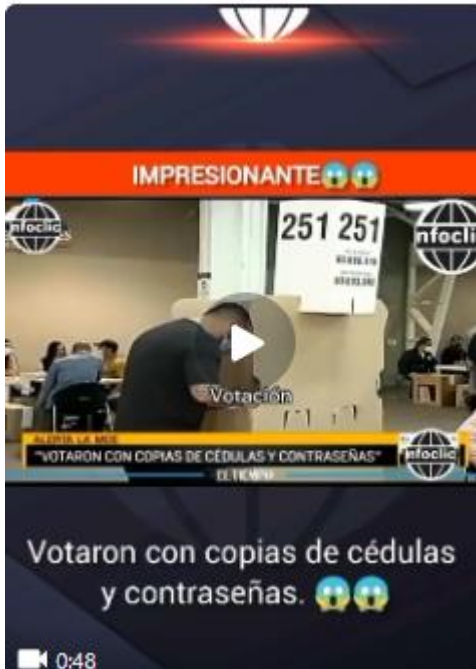 IMPRESIONANTE😱😱
nfoclic
251 251
nfoclic
Votación
ALERTA LA MOE
"VOTARON CON COPIAS DE CÉDULAS Y CONTRASEÑAS"
nfoclic
EL TIEMPO
Votaron con copias de cédulas
y contraseñas. 😱😱
0:48